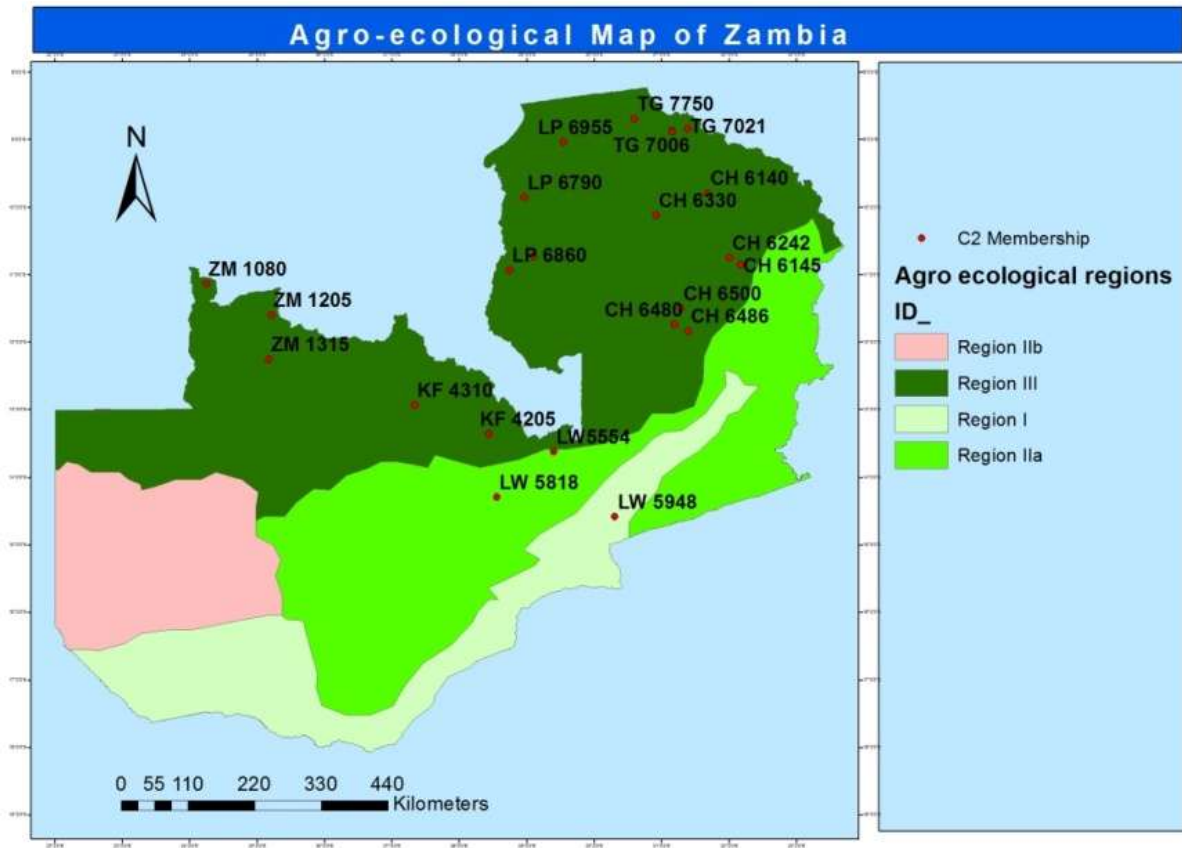 Agro-ecological Map of Zambia
N
TG 7750
LP 6955
TG 7021
TG 7006
LP 6790
CH 6140
CH 6330
CH 6242
LP 6860
CH 6145
ZM 1080
CH 6500
ZM 1205
CH 6480
CH 6486
ZM 1315
KF 4310
KF 4205
LW5554
LW 5818
LW 5948
0 55 110 220 330 440
Kilometers
C2 Membership
Agro ecological regions
ID_
Region IIb
Region III
Region I
Region IIa